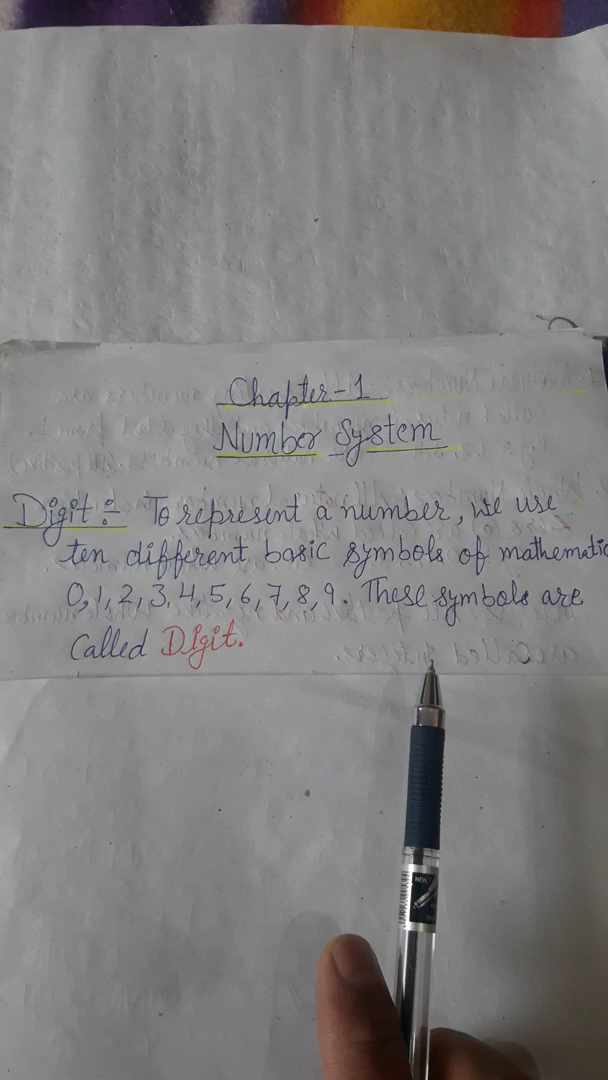 Chapter-1
Number System
Digit :- To represent a number, we use
ten different basic symbols of mathematic
0,1,2,3,4,5,6,7,8,9. These symbols are
Called Digit.
NEW